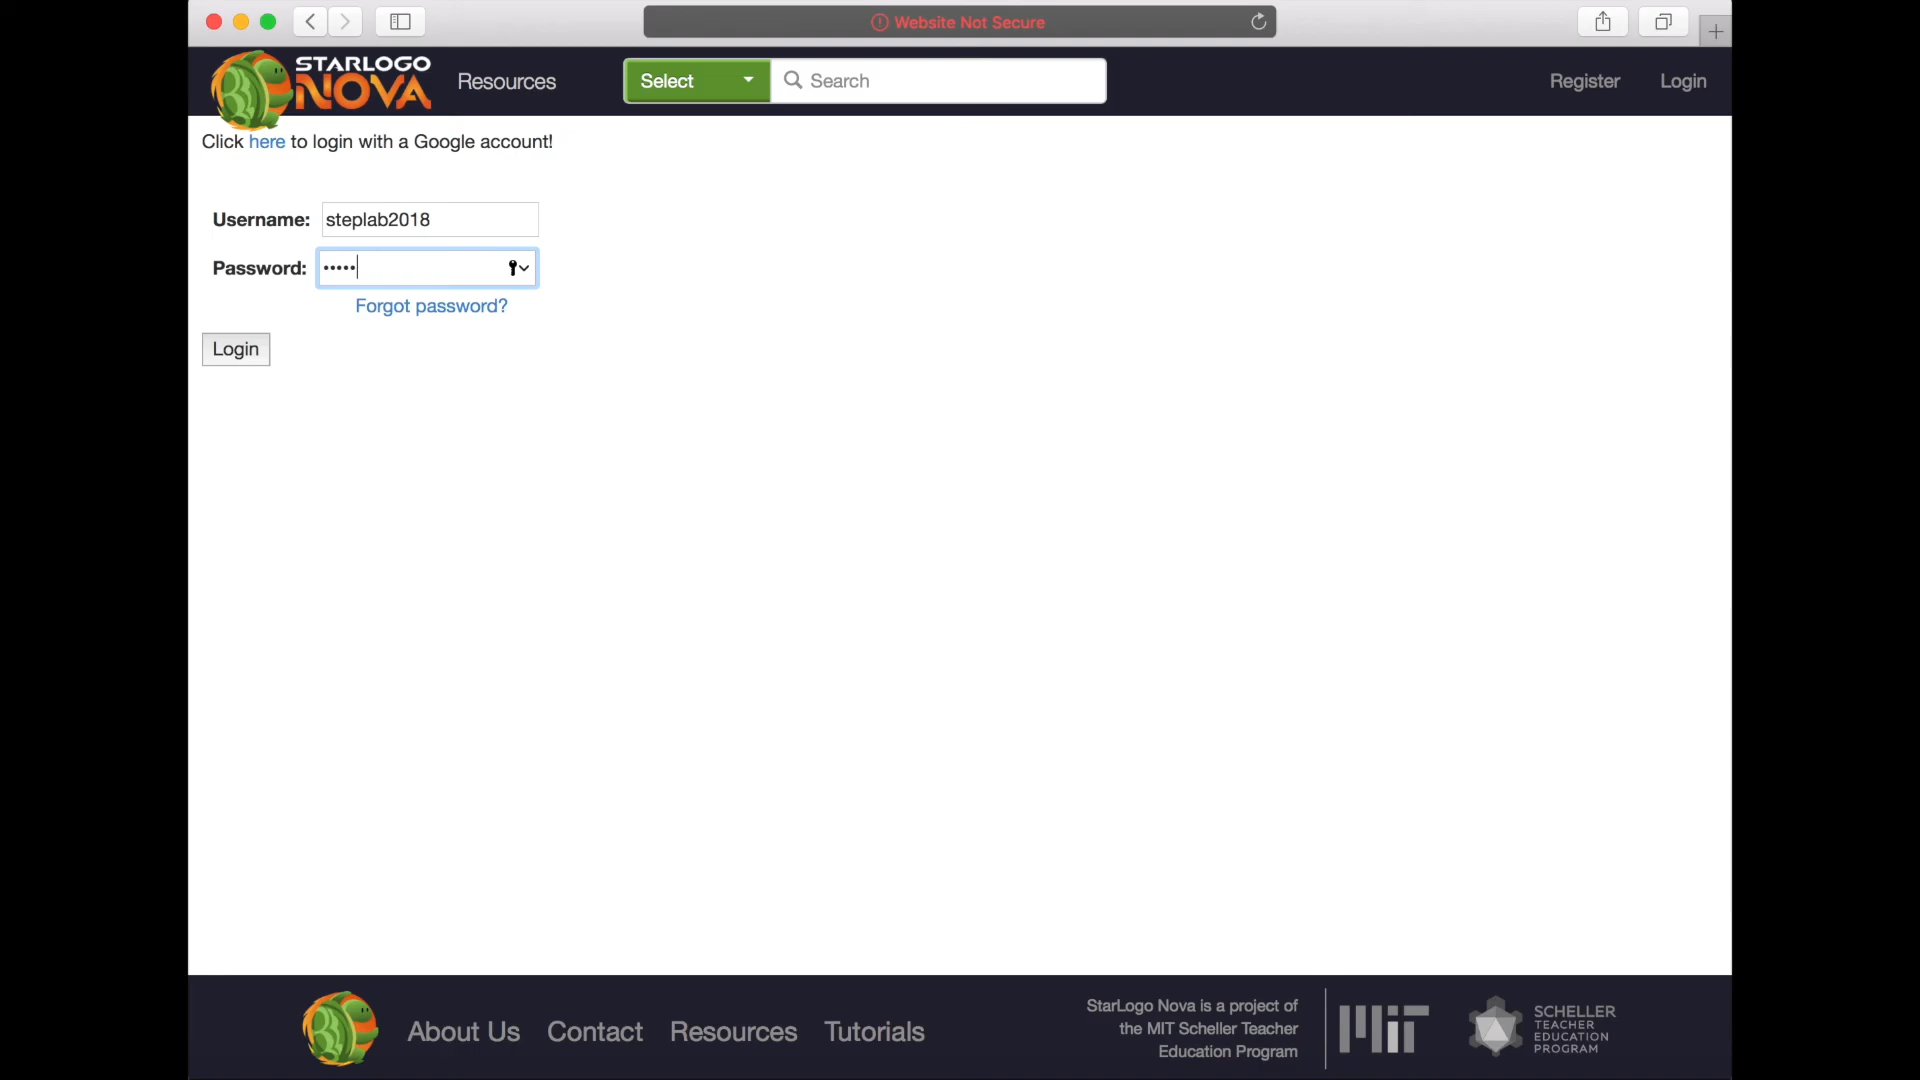 Website Not Secure
STARLOGO
NOVA
Resources
Select
Search
Register
Login
Click here to login with a Google account!
Username:
steplab2018
Password:
•••••
Forgot password?
Login
About Us
Contact
Resources
Tutorials
StarLogo Nova is a project of
the MIT Scheller Teacher
Education Program
MIT
SCHELLER
TEACHER
EDUCATION
PROGRAM